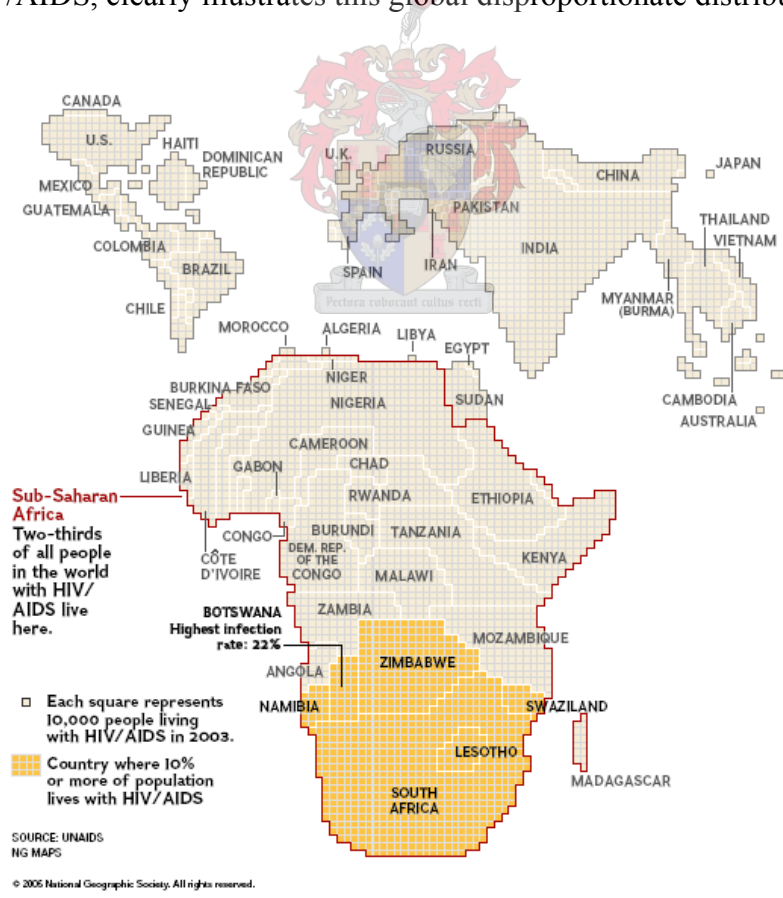 /AIDS, clearly illustrates this global disproportionate distribu
CANADA
U.S.
HAITI
DOMINICAN
REPUBLIC
MEXICO
GUATEMALA
COLOMBIA
BRAZIL
CHILE
U.K.
RUSSIA
CHINA
JAPAN
PAKISTAN
THAILAND
VIETNAM
INDIA
SPAIN
IRAN
MYANMAR
(BURMA)
Pectora roborant cultus recti
CAMBODIA
AUSTRALIA
MOROCCO
ALGERIA
LIBYA
EGYPT
NIGER
BURKINA FASO
SENEGAL
NIGERIA
SUDAN
GUINEA
CAMEROON
GABON
CHAD
LIBERIA
RWANDA
ETHIOPIA
Sub-Saharan
Africa
Two-thirds
of all people
in the world
with HIV/
AIDS live
here.
CONGO
BURUNDI
TANZANIA
CÔTE
D'IVOIRE
DEM. REP.
OF THE
CONGO
KENYA
MALAWI
BOTSWANA
Highest infection
rate: 22%
ZAMBIA
MOZAMBIQUE
ANGOLA
ZIMBABWE
NAMIBIA
SWAZILAND
LESOTHO
SOUTH
AFRICA
MADAGASCAR
Each square represents
10,000 people living
with HIV/AIDS in 2003.
Country where 10%
or more of population
lives with HIV/AIDS
SOURCE: UNAIDS
NG MAPS
© 2005 National Geographic Society. All rights reserved.